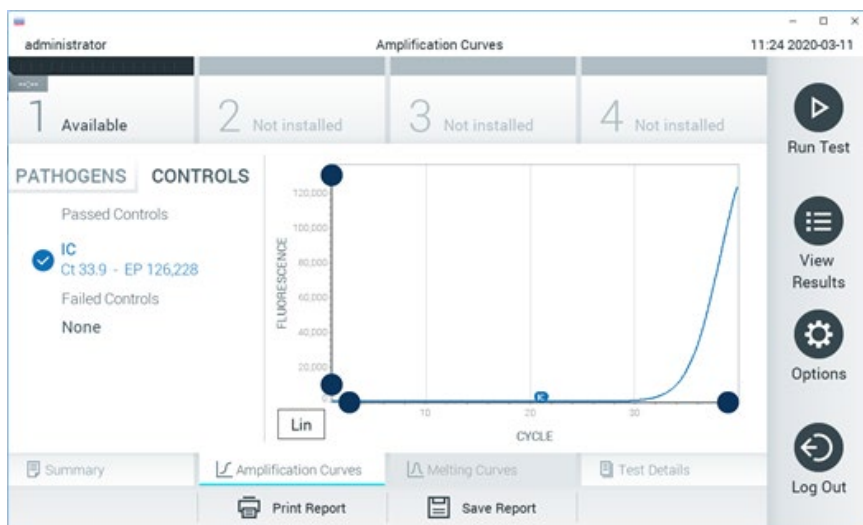 administrator
Amplification Curves
11:24 2020-03-11
--:--
1 Available
2 Not installed
3 Not installed
4 Not installed
Run Test
PATHOGENS CONTROLS
Passed Controls
IC
Ct 33.9 - EP 126,228
Failed Controls
None
FLUORESCENCE
120,000
100,000
80,000
60,000
40,000
20,000
0
IC
10 20 30
CYCLE
Lin
View
Results
Options
Log Out
Summary
Amplification Curves
Melting Curves
Test Details
Print Report
Save Report